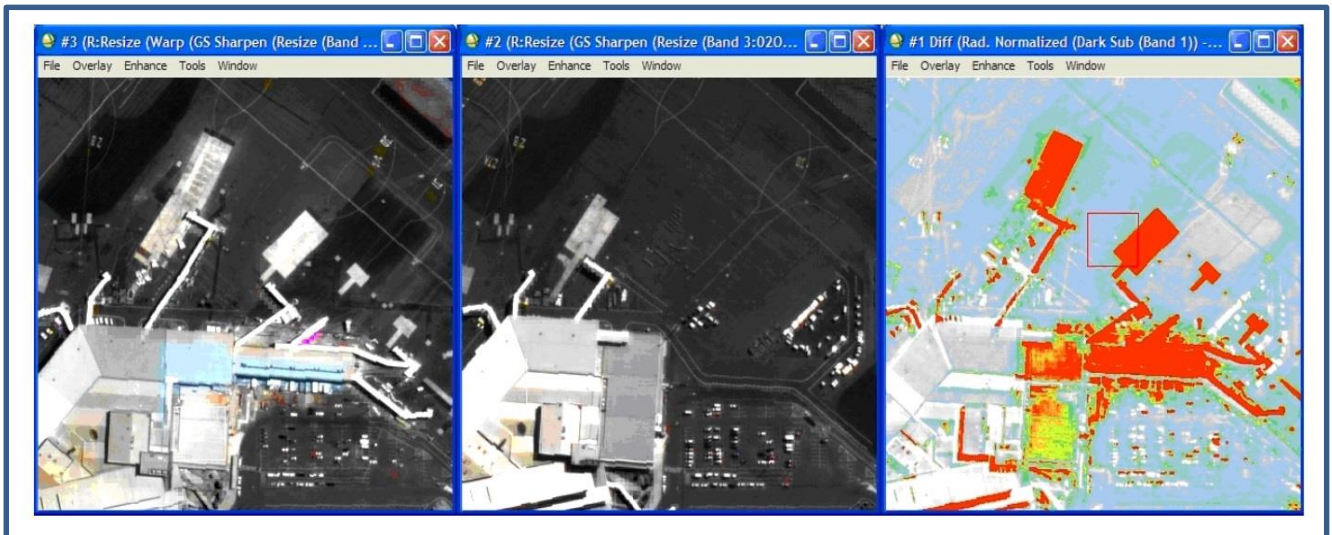 #3 (R:Resize (Warp (GS Sharpen (Resize (Band ...
File Overlay Enhance Tools Window
#2 (R:Resize (GS Sharpen (Resize (Band 3:02O...
File Overlay Enhance Tools Window
#1 Diff (Rad. Normalized (Dark Sub (Band 1)) -...
File Overlay Enhance Tools Window